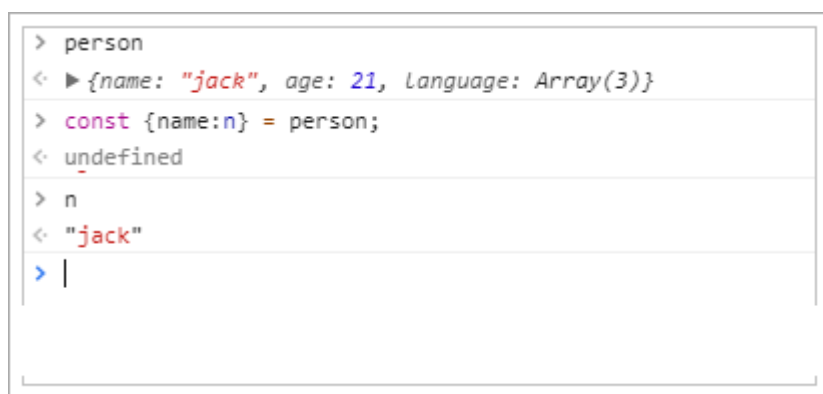 > person
<· ▶ {name: "jack", age: 21, language: Array(3)}
> const {name:n} = person;
<· undefined
> n
<· "jack"
>